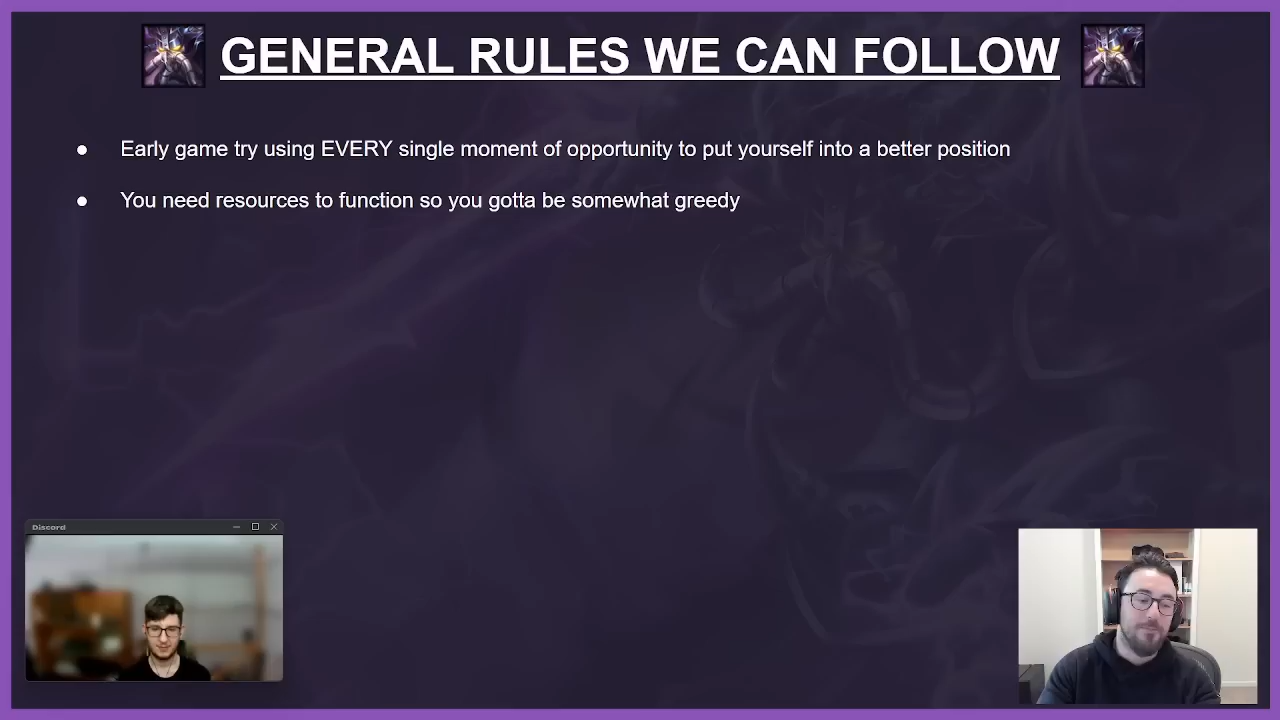 GENERAL RULES WE CAN FOLLOW
● Early game try using EVERY single moment of opportunity to put yourself into a better position
● You need resources to function so you gotta be somewhat greedy
Discord